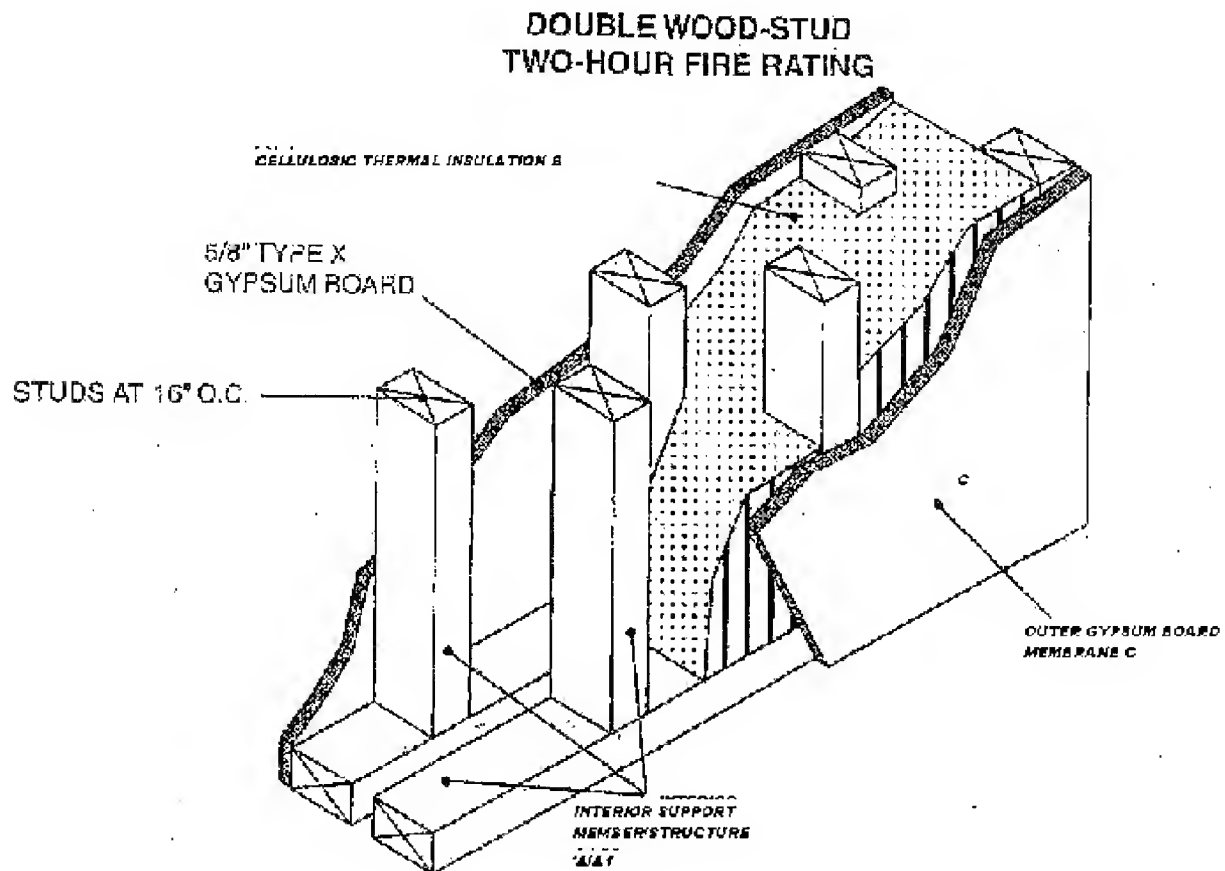 DOUBLE WOOD-STUD
TWO-HOUR FIRE RATING
CELLULOSIC THERMAL INSULATION B
5/8" TYPE X
GYPSUM BOARD
STUDS AT 16" O.C.
C
OUTER GYPSUM BOARD
MEMBRANE C
INTERIOR SUPPORT
MEMBER/STRUCTURE